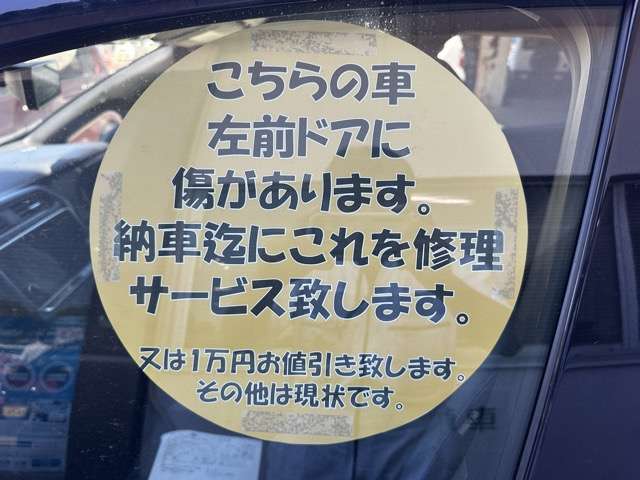 こちらの車
左前ドアに
傷があります。
納車迄にこれを修理
サービス致します。
又は1万円お値引き致します。
その他は現状です。